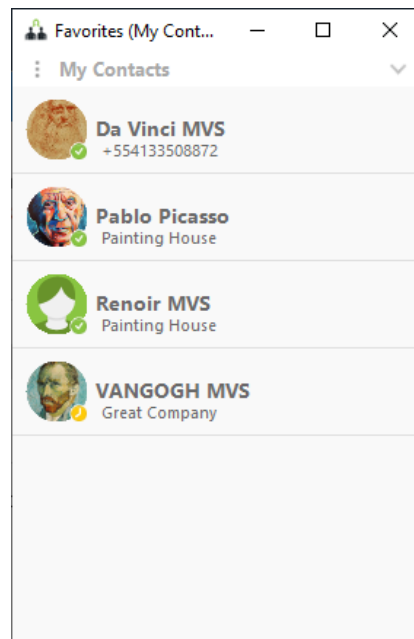 Favorites (My Cont...
My Contacts
Da Vinci MVS
+554133508872
Pablo Picasso
Painting House
Renoir MVS
Painting House
VANGOGH MVS
Great Company